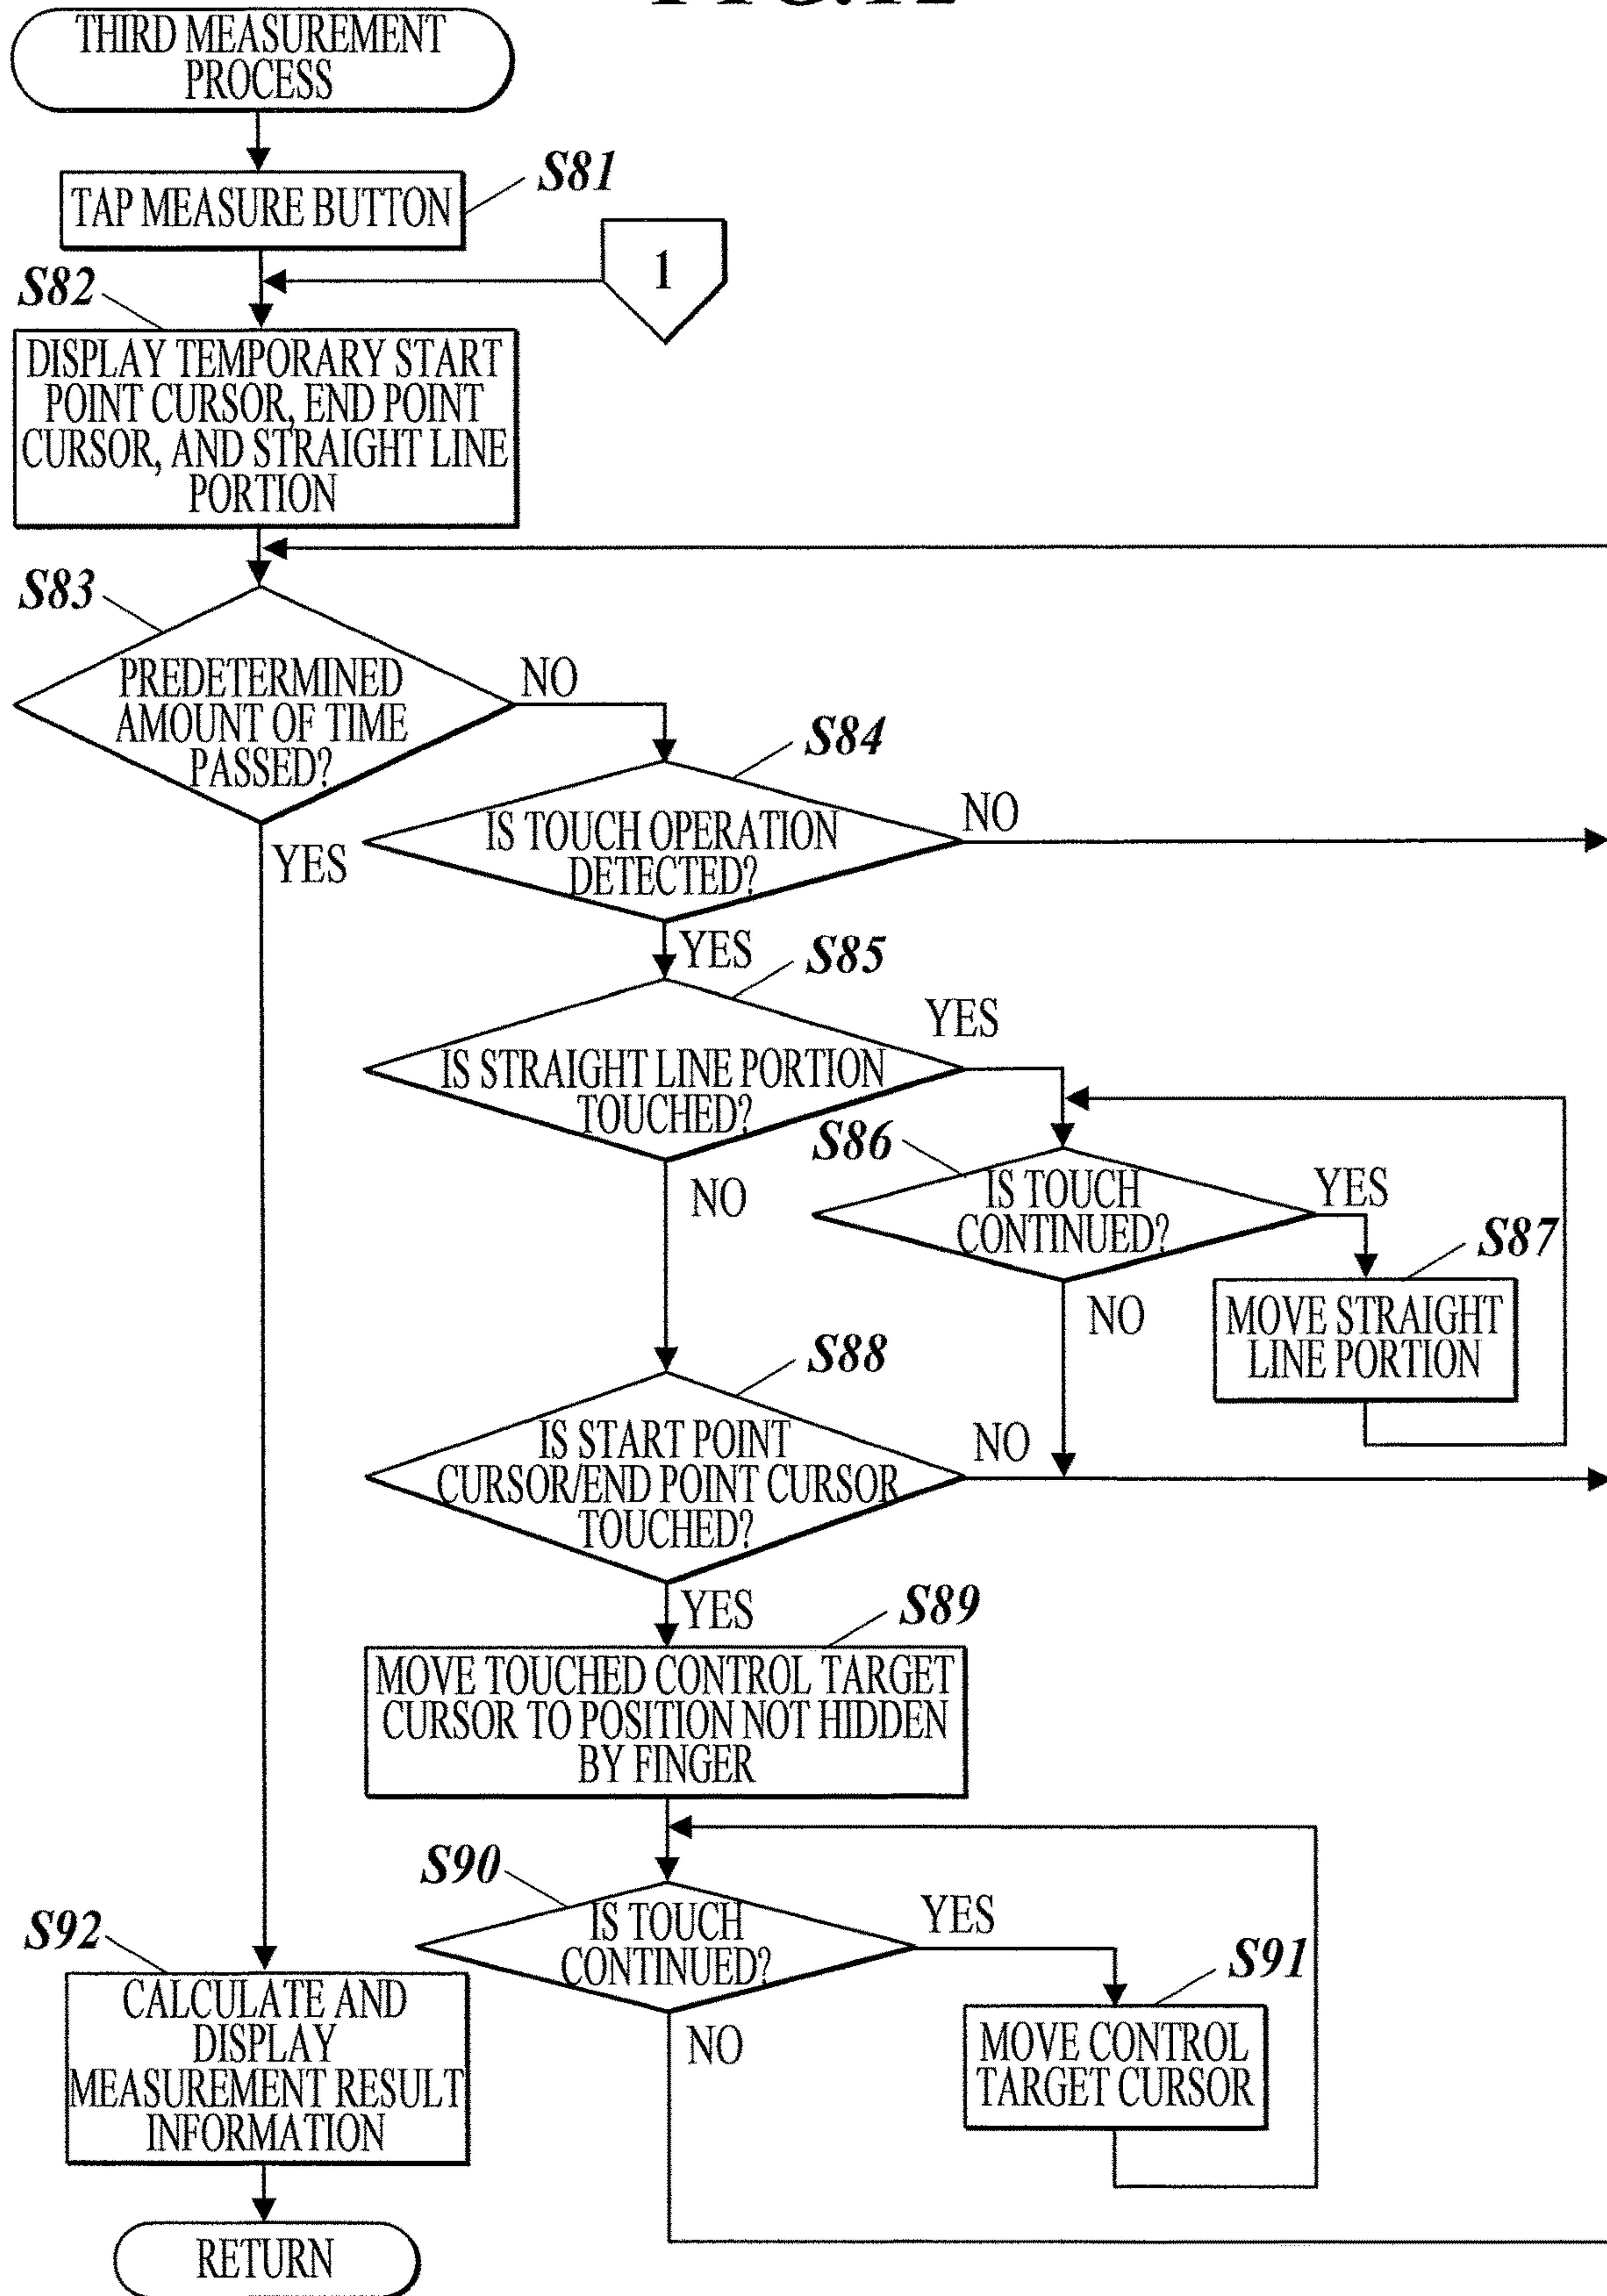 THIRD MEASUREMENT
PROCESS
S81
TAP MEASURE BUTTON
1
S82
DISPLAY TEMPORARY START
POINT CURSOR, END POINT
CURSOR, AND STRAIGHT LINE
PORTION
S83
PREDETERMINED
AMOUNT OF TIME
PASSED?
NO
YES
S84
IS TOUCH OPERATION
DETECTED?
NO
YES
S85
IS STRAIGHT LINE PORTION
TOUCHED?
YES
NO
S86
IS TOUCH
CONTINUED?
YES
NO
S87
MOVE STRAIGHT
LINE PORTION
S88
IS START POINT
CURSOR/END POINT CURSOR
TOUCHED?
NO
YES
S89
MOVE TOUCHED CONTROL TARGET
CURSOR TO POSITION NOT HIDDEN
BY FINGER
S90
IS TOUCH
CONTINUED?
YES
NO
S91
MOVE CONTROL
TARGET CURSOR
S92
CALCULATE AND
DISPLAY
MEASUREMENT RESULT
INFORMATION
RETURN